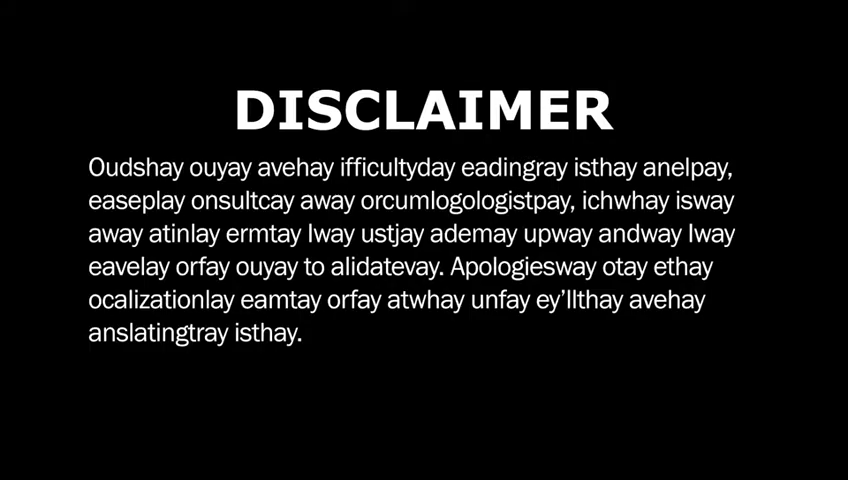 DISCLAIMER
Oudshay ouyay avehay ifficultyday eadingray isthay anelpay,
easeplay onsultcay away orcumlogologistpay, ichwhay isway
away atinlay ermtay Iway ustjay ademay upway andway Iway
eavelay orfay ouyay to alidatevay. Apologiesway otay ethay
ocalizationlay eamtay orfay atwhay unfay ey’llthay avehay
anslatingtray isthay.